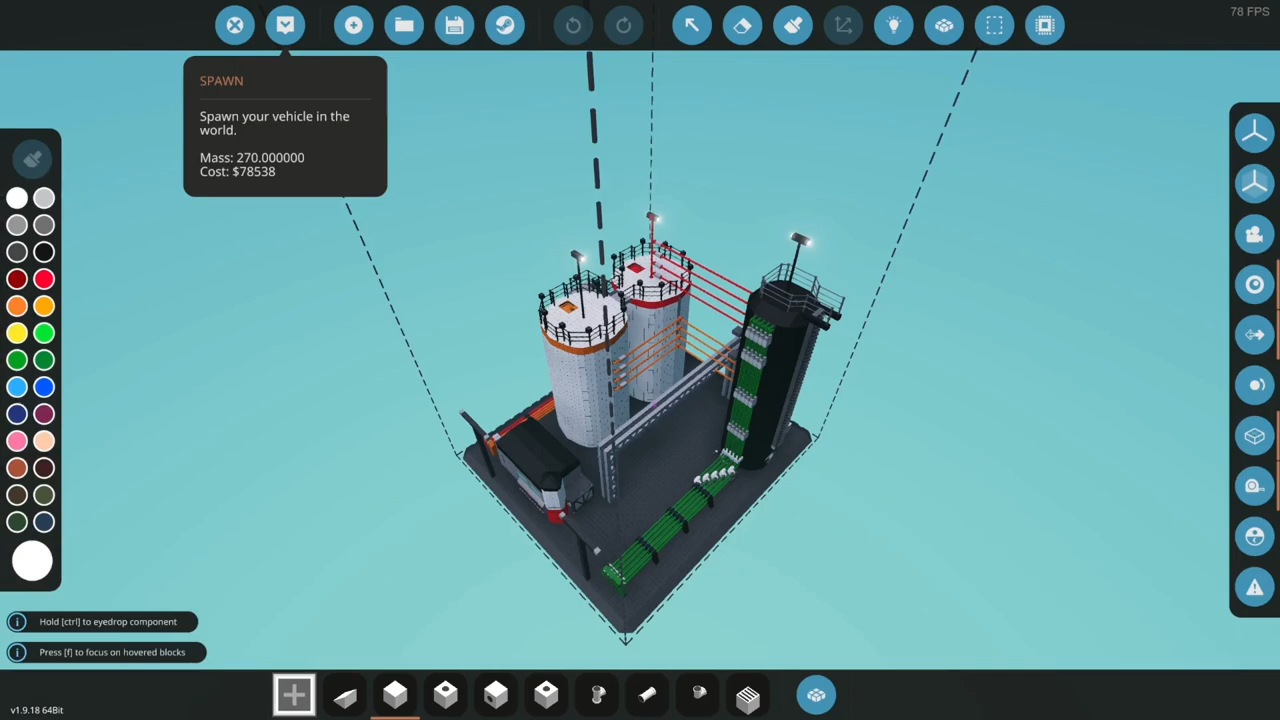 78 FPS
SPAWN
Spawn your vehicle in the
world.
Mass: 270.000000
Cost: $78538
Hold [ctrl] to eyedrop component
Press [f] to focus on hovered blocks
v1.9.18 64Bit